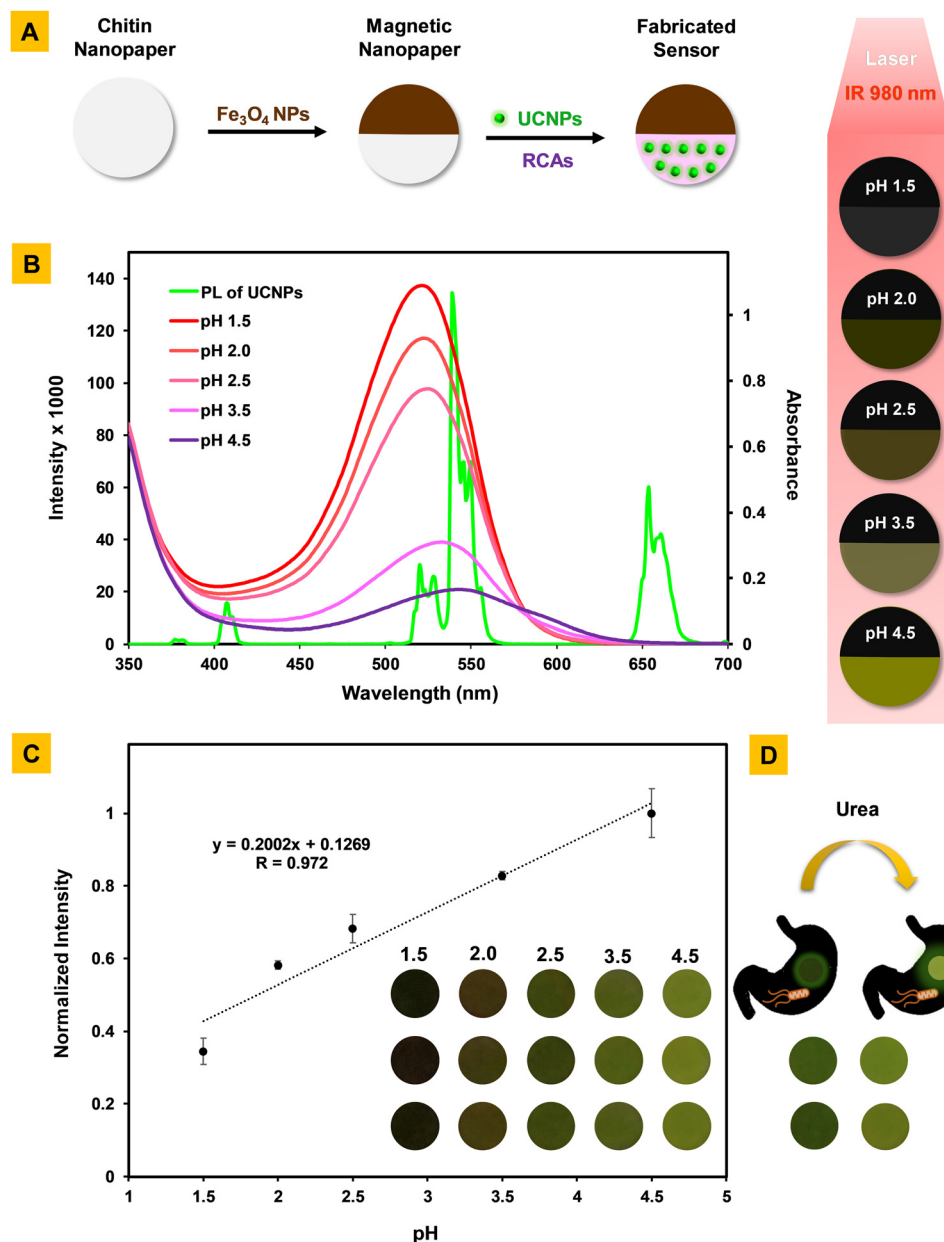 A
Chitin
Nanopaper
Fe₃O₄ NPs
Magnetic
Nanopaper
UCNPs
RCAs
Fabricated
Sensor
Laser
IR 980 nm
pH 1.5
pH 2.0
pH 2.5
pH 3.5
pH 4.5
B
PL of UCNPs
pH 1.5
pH 2.0
pH 2.5
pH 3.5
pH 4.5
Intensity x 1000
140
120
100
80
60
40
20
0
Absorbance
1
0.8
0.6
0.4
0.2
0
350 400 450 500 550 600 650 700
Wavelength (nm)
C
y = 0.2002x + 0.1269
R = 0.972
Normalized Intensity
1
0.8
0.6
0.4
0.2
0
1.5 2.0 2.5 3.5 4.5
1 1.5 2 2.5 3 3.5 4 4.5 5
pH
D
Urea